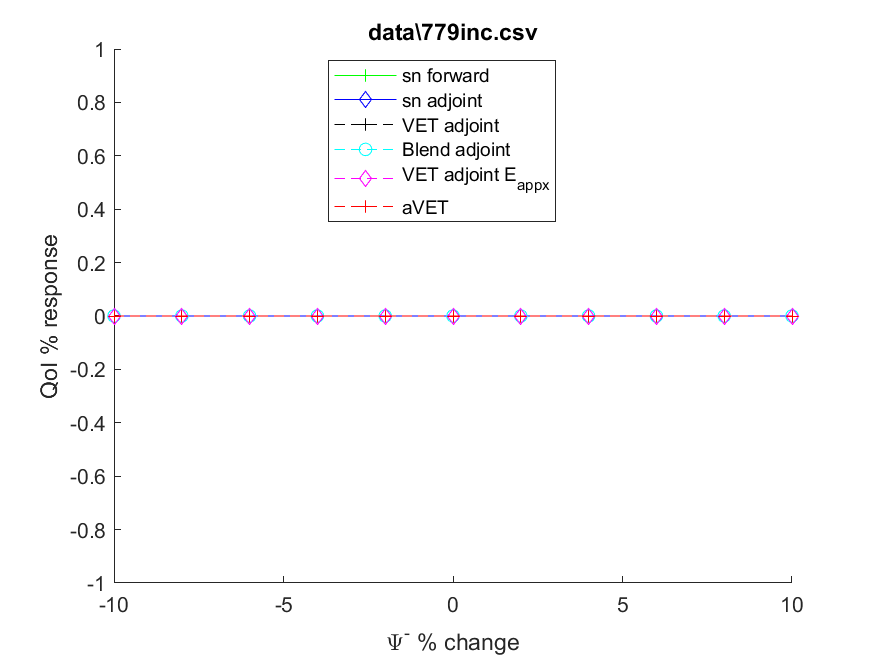 data\779inc.csv
sn forward
sn adjoint
VET adjoint
Blend adjoint
VET adjoint E_appx
aVET
QoI % response
1
0.8
0.6
0.4
0.2
0
-0.2
-0.4
-0.6
-0.8
-1
-10 -5 0 5 10
Ψ⁻ % change